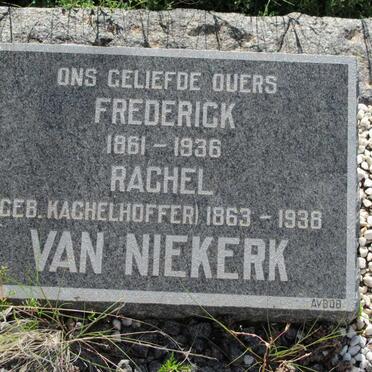 ONS GELIEFDE OUERS
FREDERICK
1861 - 1936
RACHEL
(GEB. KACHELHOFFER) 1863 - 1938
VAN NIEKERK
AVBOB